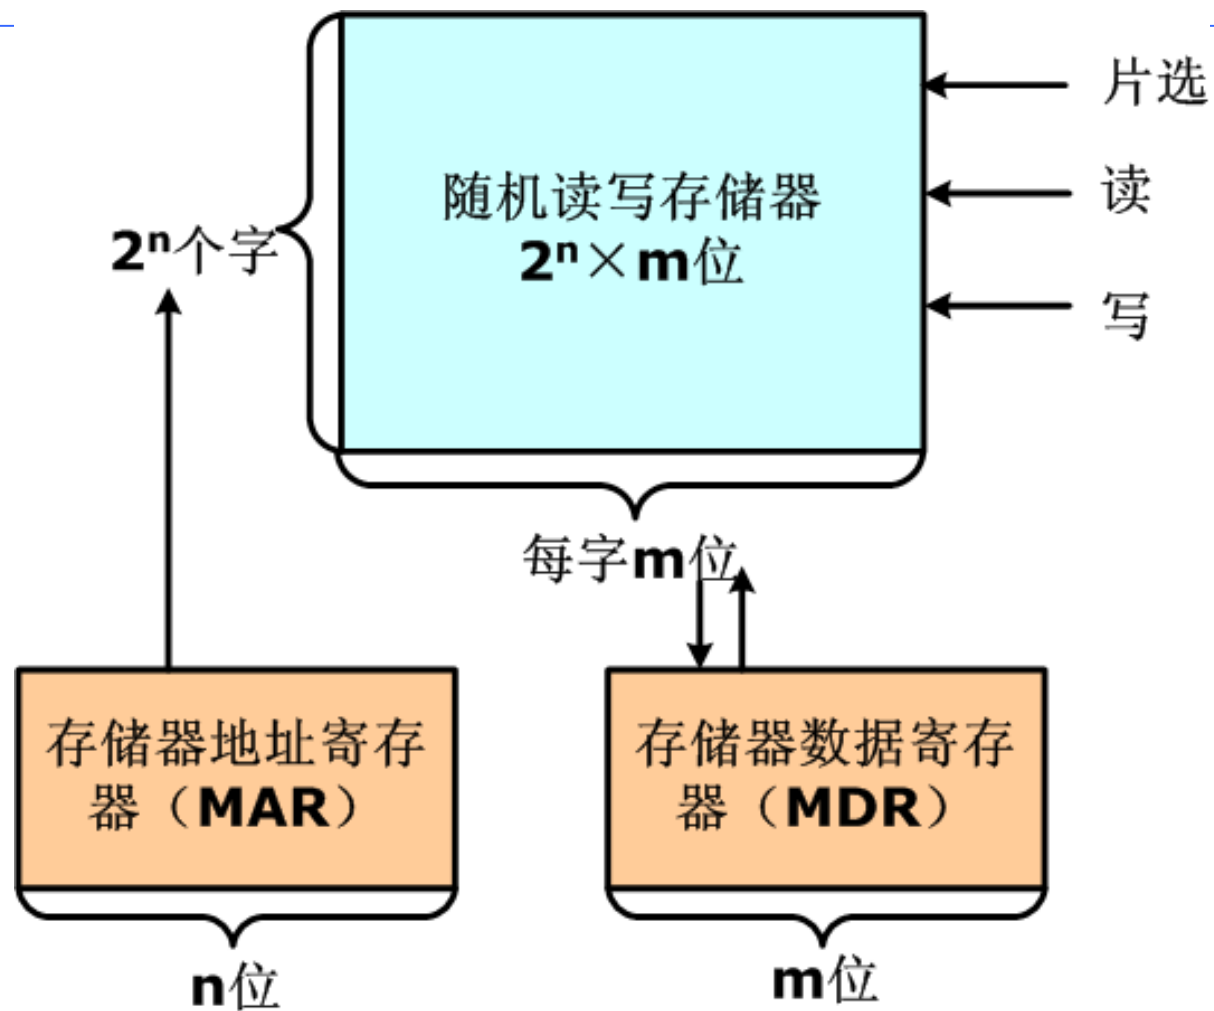 片选
随机读写存储器
2ⁿ×m位
读
2ⁿ个字
写
每字m位
存储器地址寄存
器（MAR）
存储器数据寄存
器（MDR）
n位
m位